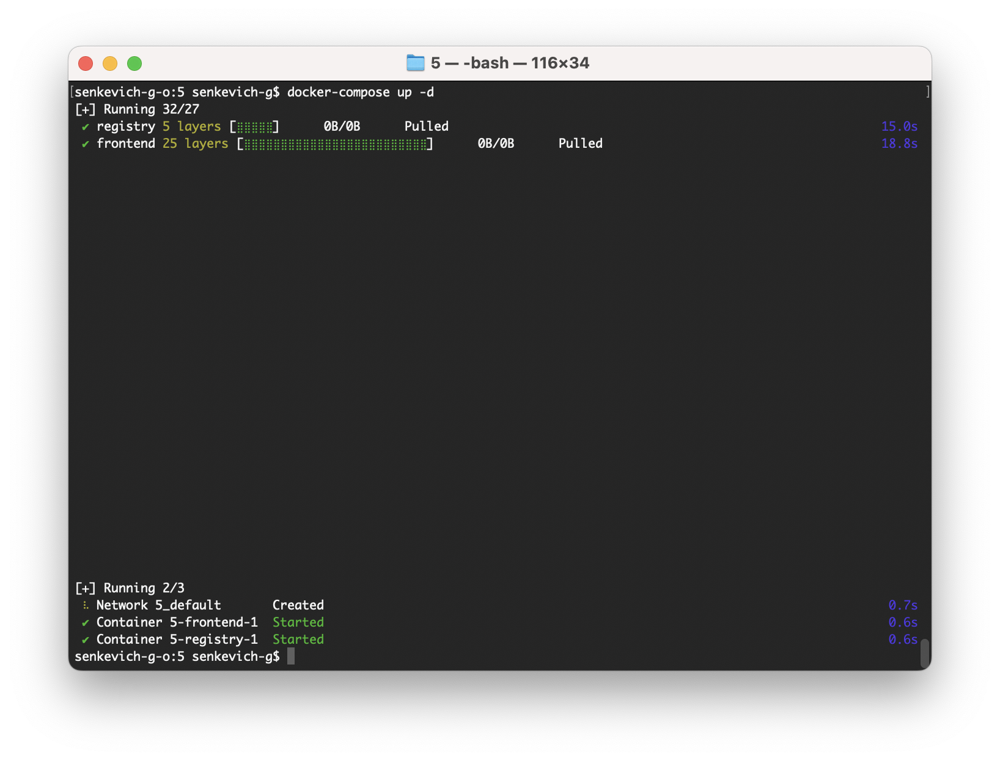 5 — -bash — 116×34
[senkevich-g-o:5 senkevich-g$ docker-compose up -d ]
[+] Running 32/27
✔ registry 5 layers [⣿⣿⣿⣿⣿] 0B/0B Pulled 15.0s
✔ frontend 25 layers [⣿⣿⣿⣿⣿⣿⣿⣿⣿⣿⣿⣿⣿⣿⣿⣿⣿⣿⣿⣿⣿⣿⣿⣿⣿] 0B/0B Pulled 18.8s
[+] Running 2/3
⠧ Network 5_default Created 0.7s
✔ Container 5-frontend-1 Started 0.6s
✔ Container 5-registry-1 Started 0.6s
senkevich-g-o:5 senkevich-g$